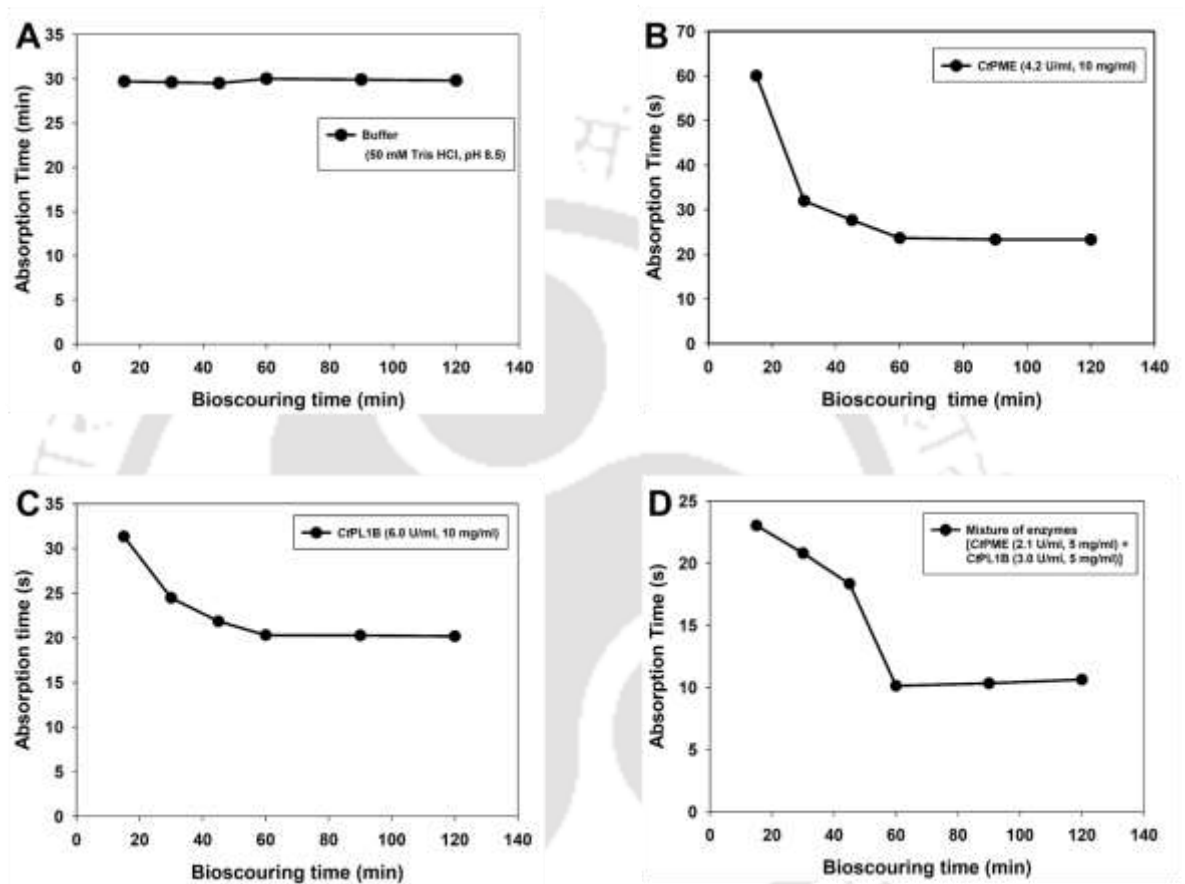 A
35
30
25
20
15
10
5
0
Absorption Time (min)
Buffer
(50 mM Tris HCl, pH 8.5)
0 20 40 60 80 100 120 140
Bioscouring time (min)
B
70
60
50
40
30
20
10
0
Absorption Time (s)
CtPME (4.2 U/ml, 10 mg/ml)
0 20 40 60 80 100 120 140
Bioscouring time (min)
C
35
30
25
20
15
10
5
0
Absorption time (s)
CtPL1B (6.0 U/ml, 10 mg/ml)
0 20 40 60 80 100 120 140
Bioscouring time (min)
D
25
20
15
10
5
0
Absorption Time (s)
Mixture of enzymes
[CtPME (2.1 U/ml, 5 mg/ml) +
CtPL1B (3.0 U/ml, 5 mg/ml)]
0 20 40 60 80 100 120 140
Bioscouring time (min)